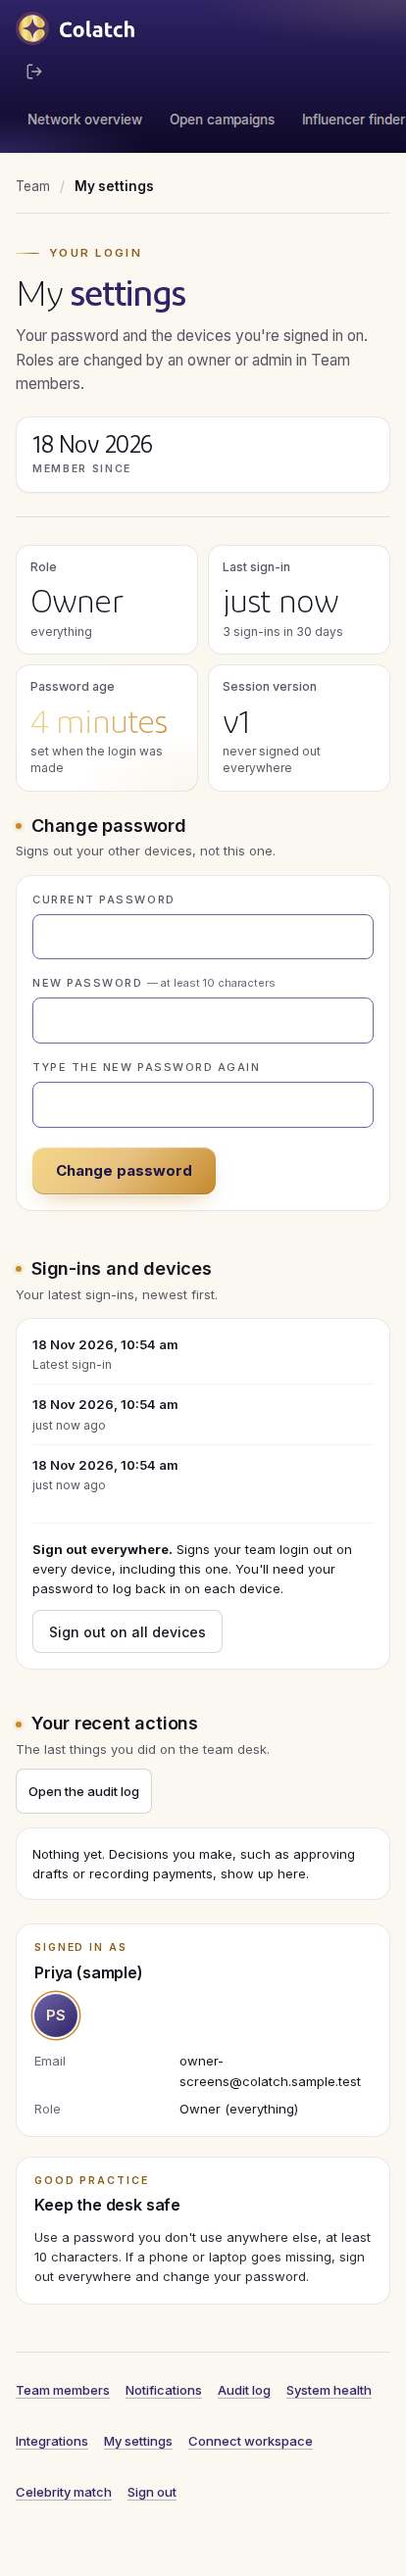 Colatch
Network overview Open campaigns Influencer finder
Team / My settings
YOUR LOGIN
My settings
Your password and the devices you're signed in on.
Roles are changed by an owner or admin in Team
members.
18 Nov 2026
MEMBER SINCE
Role
Owner
everything
Last sign-in
just now
3 sign-ins in 30 days
Password age
4 minutes
set when the login was
made
Session version
v1
never signed out
everywhere
Change password
Signs out your other devices, not this one.
CURRENT PASSWORD
NEW PASSWORD — at least 10 characters
TYPE THE NEW PASSWORD AGAIN
Change password
Sign-ins and devices
Your latest sign-ins, newest first.
18 Nov 2026, 10:54 am
Latest sign-in
18 Nov 2026, 10:54 am
just now ago
18 Nov 2026, 10:54 am
just now ago
Sign out everywhere. Signs your team login out on
every device, including this one. You'll need your
password to log back in on each device.
Sign out on all devices
Your recent actions
The last things you did on the team desk.
Open the audit log
Nothing yet. Decisions you make, such as approving
drafts or recording payments, show up here.
SIGNED IN AS
Priya (sample)
PS
Email owner-
screens@colatch.sample.test
Role Owner (everything)
GOOD PRACTICE
Keep the desk safe
Use a password you don't use anywhere else, at least
10 characters. If a phone or laptop goes missing, sign
out everywhere and change your password.
Team members Notifications Audit log System health
Integrations My settings Connect workspace
Celebrity match Sign out